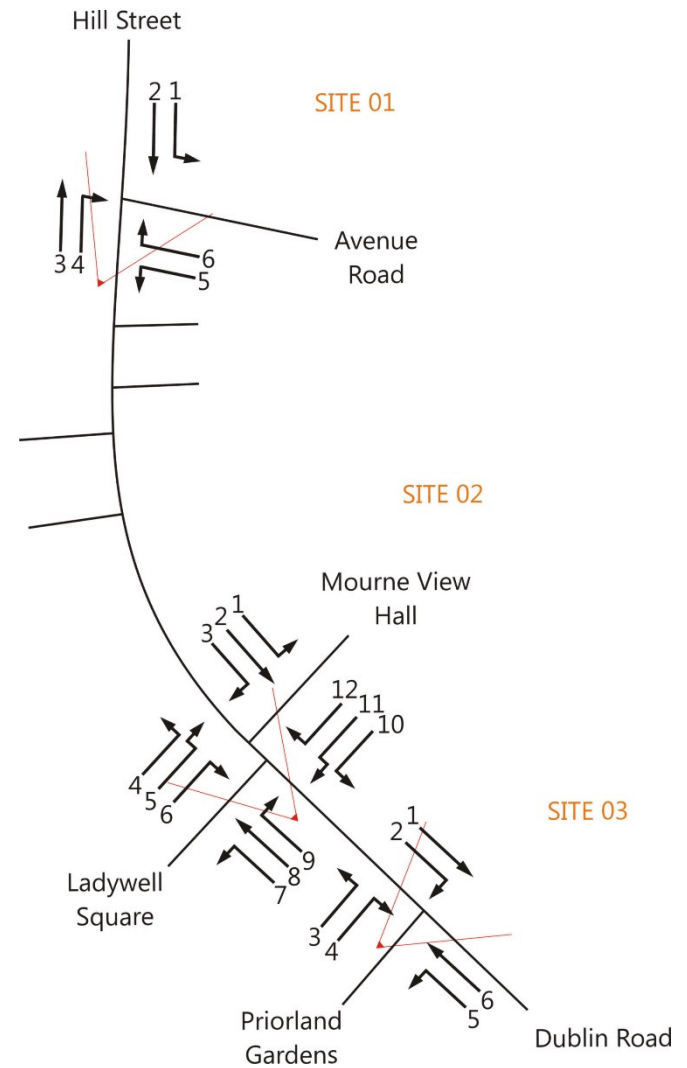 Hill Street
2 1
SITE 01
3 4
6
5
Avenue
Road
SITE 02
Mourne View
Hall
1
2
3
12
11
10
4
5
6
9
8
7
SITE 03
1
2
Ladywell
Square
3
4
6
5
Priorland
Gardens
Dublin Road